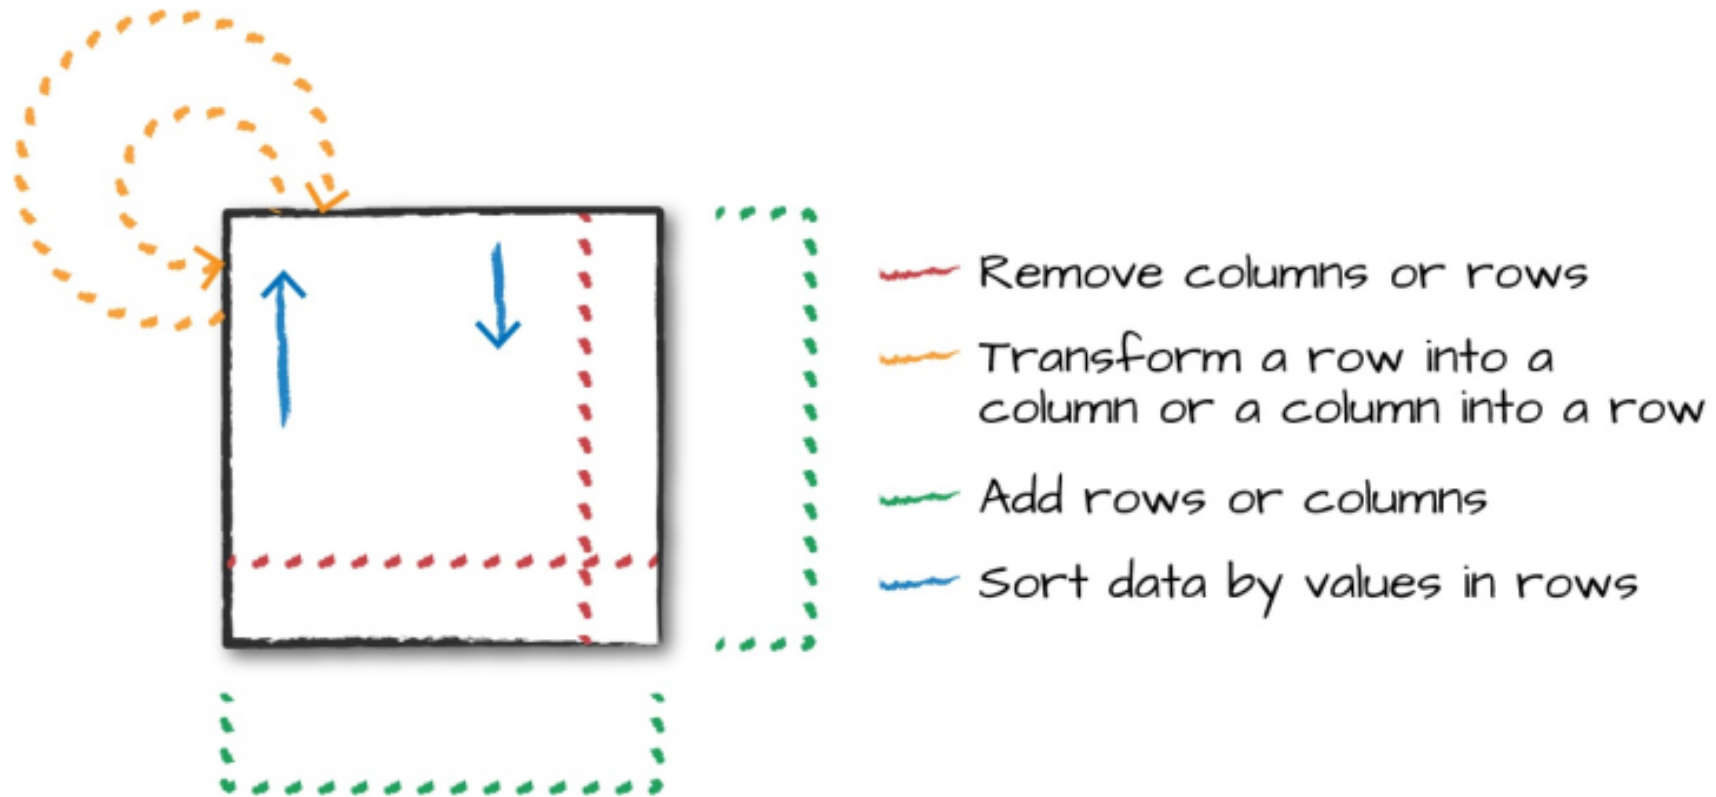 Remove columns or rows
Transform a row into a
column or a column into a row
Add rows or columns
Sort data by values in rows